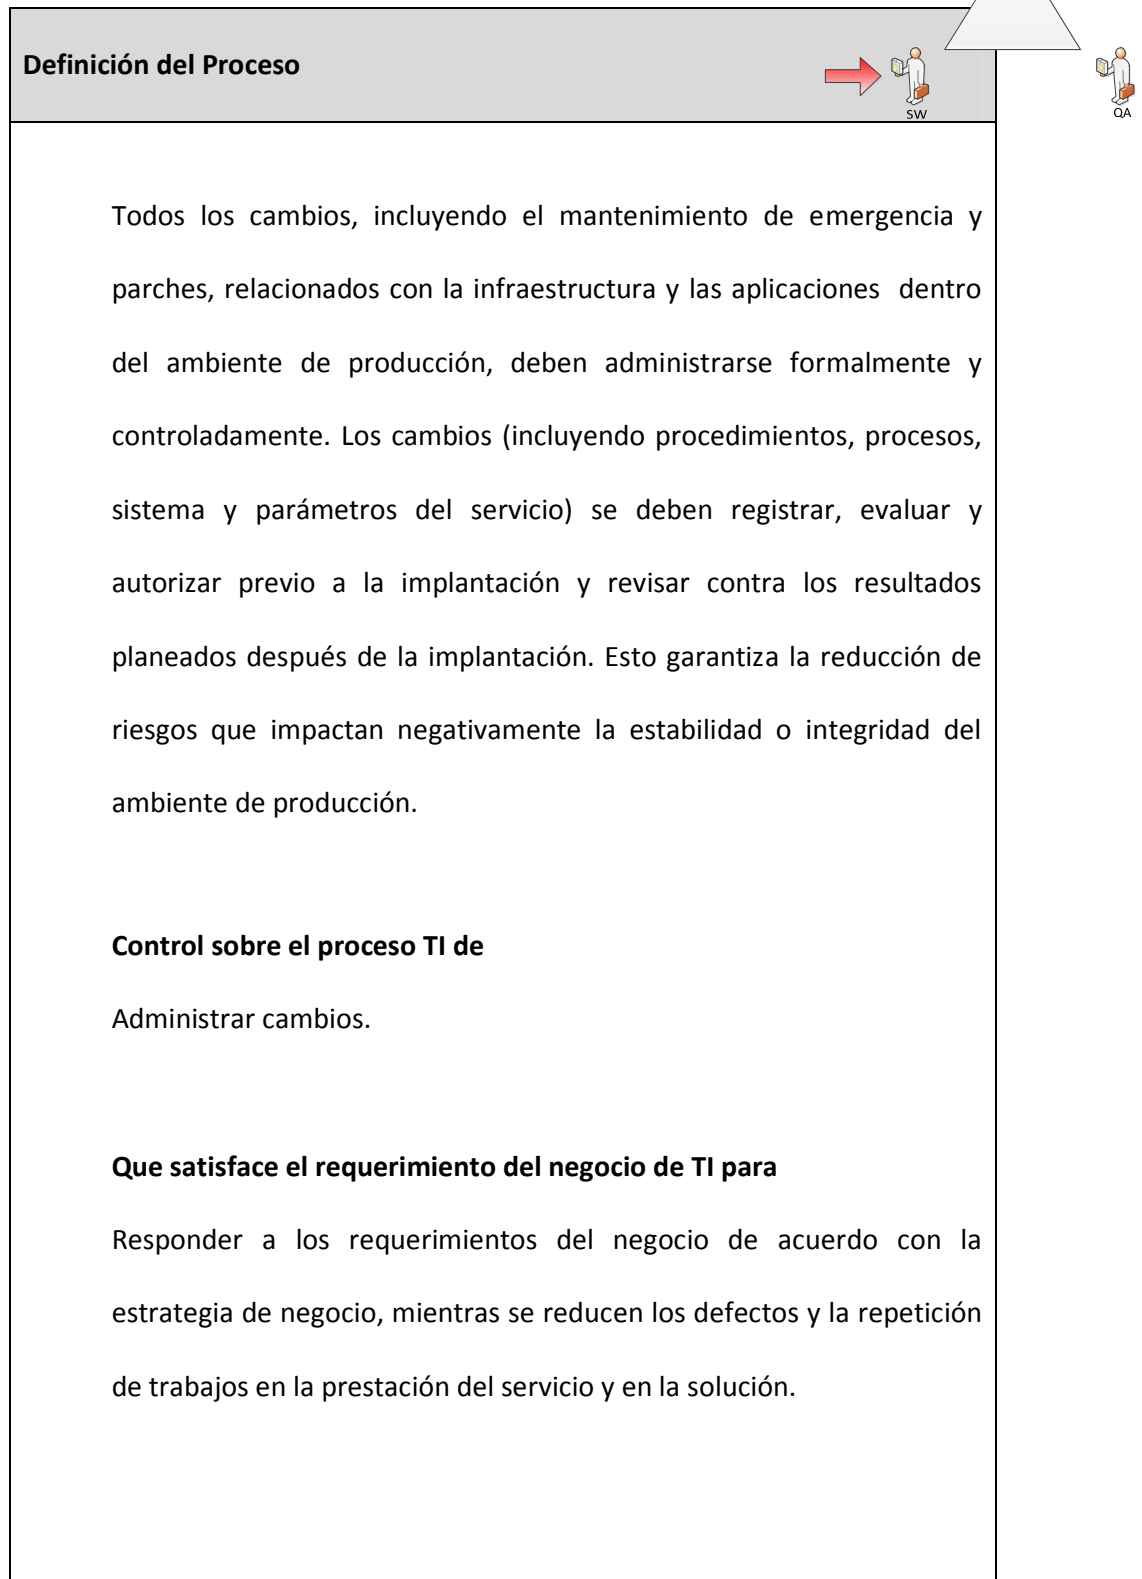 Definición del Proceso
SW
QA
Todos los cambios, incluyendo el mantenimiento de emergencia y
parches, relacionados con la infraestructura y las aplicaciones dentro
del ambiente de producción, deben administrarse formalmente y
controladamente. Los cambios (incluyendo procedimientos, procesos,
sistema y parámetros del servicio) se deben registrar, evaluar y
autorizar previo a la implantación y revisar contra los resultados
planeados después de la implantación. Esto garantiza la reducción de
riesgos que impactan negativamente la estabilidad o integridad del
ambiente de producción.
Control sobre el proceso TI de
Administrar cambios.
Que satisface el requerimiento del negocio de TI para
Responder a los requerimientos del negocio de acuerdo con la
estrategia de negocio, mientras se reducen los defectos y la repetición
de trabajos en la prestación del servicio y en la solución.